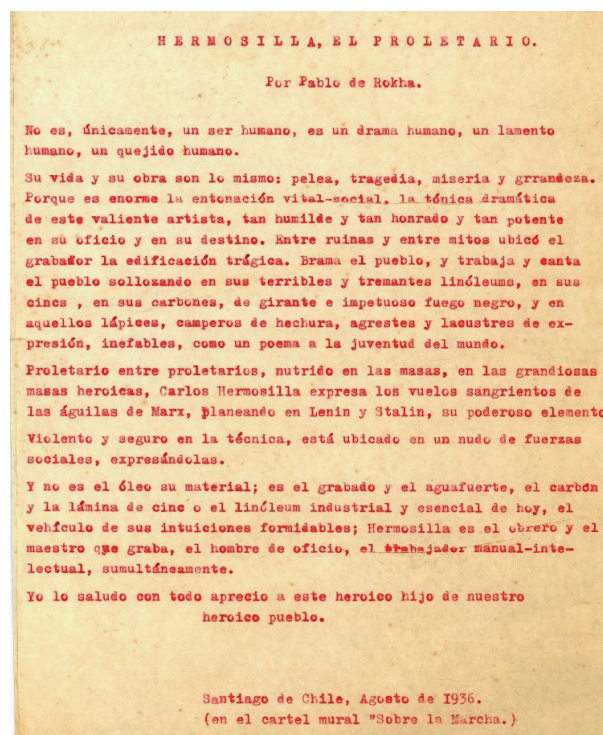 HERMOSILLA, EL PROLETARIO.
Por Pablo de Rokha.
No es, únicamente, un ser humano, es un drama humano, un lamento
humano, un quejido humano.
Su vida y su obra son lo mismo: pelea, tragedia, miseria y grrandeza.
Porque es enorme la entonación vital-social, la tónica dramática
de este valiente artista, tan humilde y tan honrado y tan potente
en su oficio y en su destino. Entre ruinas y entre mitos ubicó el
grabador la edificación trágica. Brama el pueblo, y trabaja y canta
el pueblo sollozando en sus terribles y tremantes linóleums, en sus
cincs , en sus carbones, de girante e impetuoso fuego negro, y en
aquellos lápices, camperos de hechura, agrestes y lacustres de ex-
presión, inefables, como un poema a la juventud del mundo.
Proletario entre proletarios, nutrido en las masas, en las grandiosas
masas heroicas, Carlos Hermosilla expresa los vuelos sangrientos de
las águilas de Marx, planeando en Lenin y Stalin, su poderoso elemento
Violento y seguro en la técnica, está ubicado en un nudo de fuerzas
sociales, expresándolas.
Y no es el óleo su material; es el grabado y el aguafuerte, el carbón
y la lámina de cinc o el linóleum industrial y esencial de hoy, el
vehículo de sus intuiciones formidables; Hermosilla es el obrero y el
maestro que graba, el hombre de oficio, el trabajador manual-inte-
lectual, sumultáneamente.
Yo lo saludo con todo aprecio a este heroico hijo de nuestro
heroico pueblo.
Santiago de Chile, Agosto de 1936.
(en el cartel mural "Sobre la Marcha.)